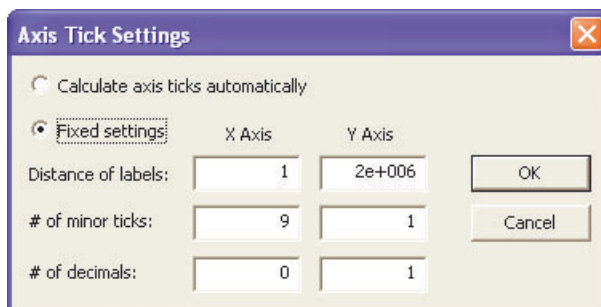 Axis Tick Settings
Calculate axis ticks automatically
Fixed settings X Axis Y Axis
Distance of labels: 1 2e+006 OK
# of minor ticks: 9 1 Cancel
# of decimals: 0 1